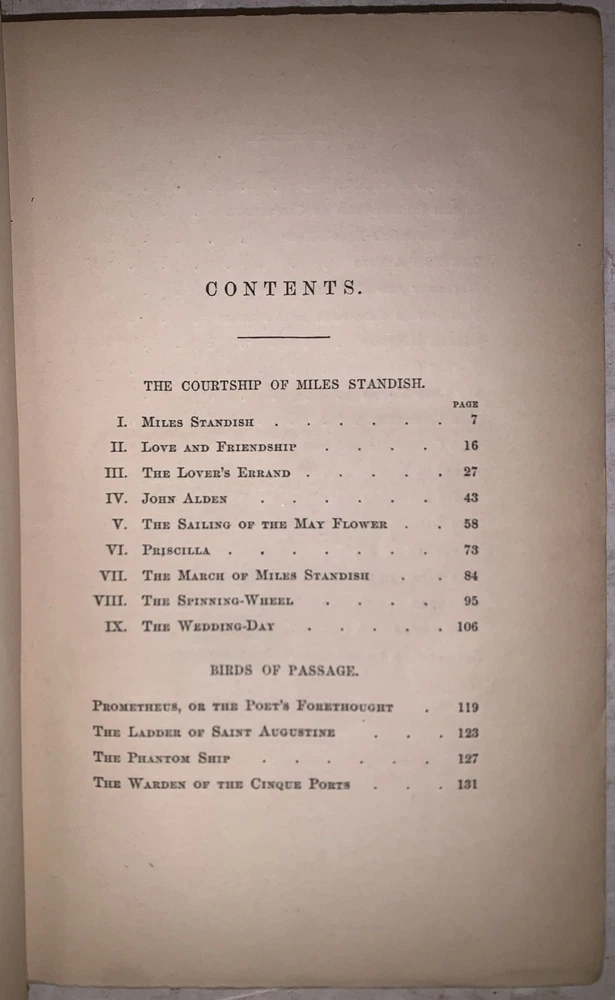 CONTENTS.
THE COURTSHIP OF MILES STANDISH.
PAGE
I. MILES STANDISH . . . . . . . 7
II. LOVE AND FRIENDSHIP . . . . 16
III. THE LOVER'S ERRAND . . . . . 27
IV. JOHN ALDEN . . . . . . 43
V. THE SAILING OF THE MAY FLOWER . . 58
VI. PRISCILLA . . . . . . . 73
VII. THE MARCH OF MILES STANDISH . . 84
VIII. THE SPINNING-WHEEL . . . . 95
IX. THE WEDDING-DAY . . . . . 106
BIRDS OF PASSAGE.
PROMETHEUS, OR THE POET'S FORETHOUGHT . 119
THE LADDER OF SAINT AUGUSTINE . . . 123
THE PHANTOM SHIP . . . . . . 127
THE WARDEN OF THE CINQUE PORTS . . . 131